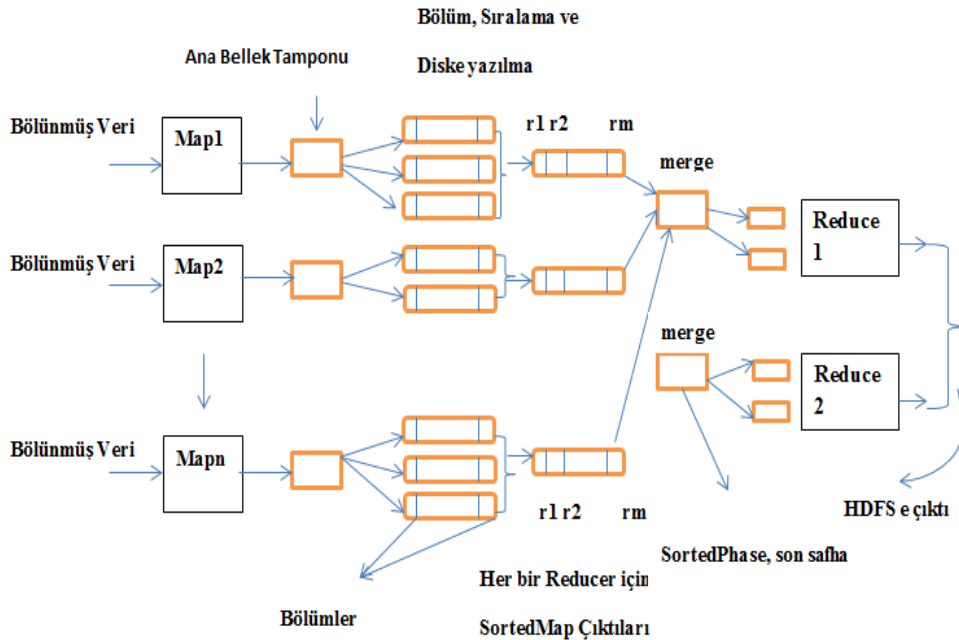 Bölüm, Sıralama ve
Diske yazılma
Ana Bellek Tamponu
Bölünmüş Veri
Map1
r1 r2 rm
merge
Reduce
1
Bölünmüş Veri
Map2
merge
Reduce
2
Bölünmüş Veri
Mapn
r1 r2 rm
HDFS e çıktı
SortedPhase, son safha
Her bir Reducer için
SortedMap Çıktıları
Bölümler